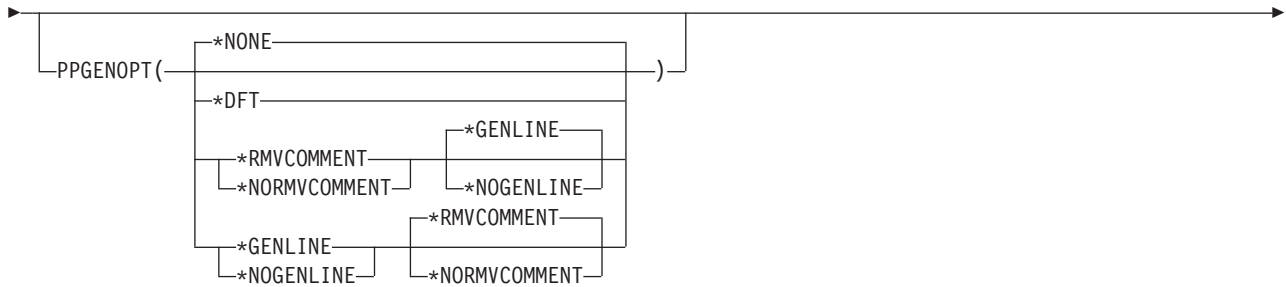 *NONE
PPGENOPT( )
*DFT
*GENLINE
*RMVCOMMENT
*NORMVCOMMENT *NOGENLINE
*RMVCOMMENT
*GENLINE
*NOGENLINE *NORMVCOMMENT